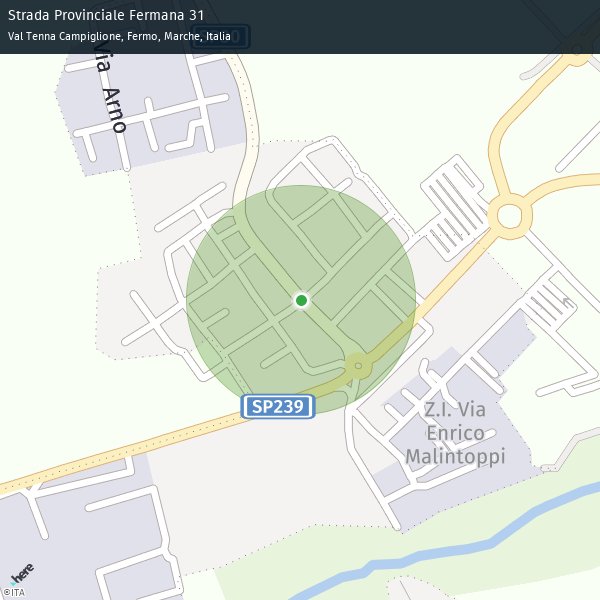 Strada Provinciale Fermana 31
Val Tenna Campiglione, Fermo, Marche, Italia
Via Arno
SP239
Z.I. Via
Enrico
Malintoppi
here
©ITA